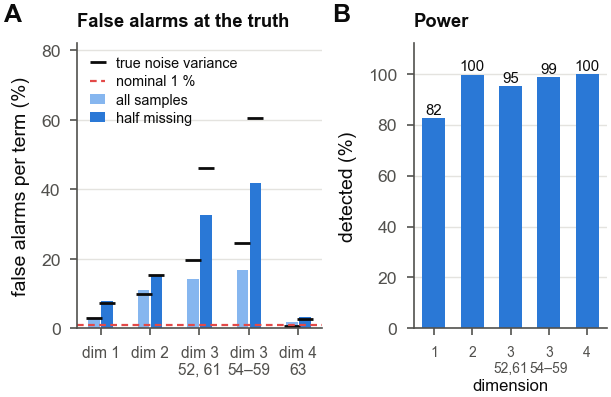 A
False alarms at the truth
false alarms per term (%)
80
60
40
20
0
true noise variance
nominal 1 %
all samples
half missing
dim 1
dim 2
dim 3
52, 61
dim 3
54–59
dim 4
63
B
Power
detected (%)
100
80
60
40
20
0
82
100
95
99
100
1
2
3
52,61
3
54–59
4
dimension